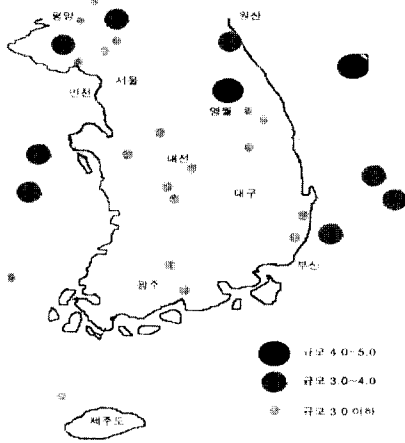 평양
원산
서울
인천
영월
대전
대구
부산
광주
제주도
규모 4.0~5.0
규모 3.0~4.0
규모 3.0 이하